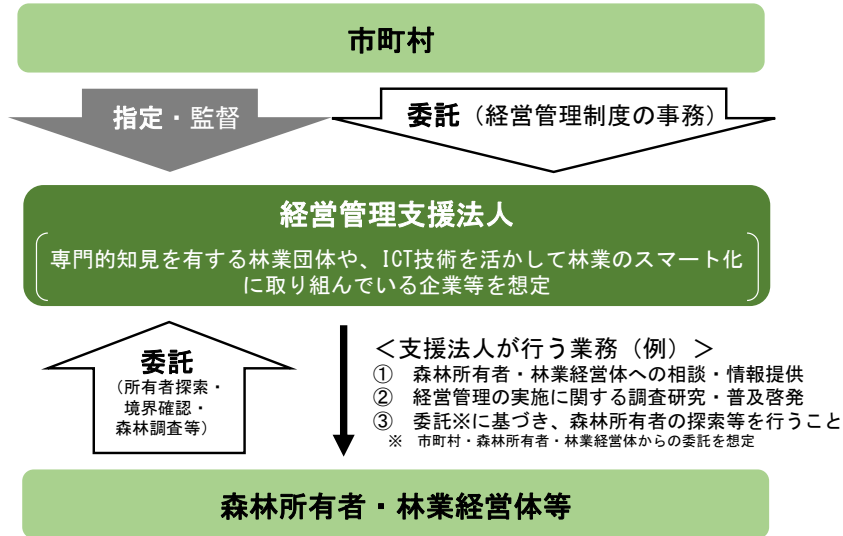 市町村
指定・監督
委託（経営管理制度の事務）
経営管理支援法人
専門的知見を有する林業団体や、ICT技術を活かして林業のスマート化
に取り組んでいる企業等を想定
委託
（所有者探索・
境界確認・
森林調査等）
＜支援法人が行う業務（例）＞
① 森林所有者・林業経営体への相談・情報提供
② 経営管理の実施に関する調査研究・普及啓発
③ 委託※に基づき、森林所有者の探索等を行うこと
※ 市町村・森林所有者・林業経営体からの委託を想定
森林所有者・林業経営体等